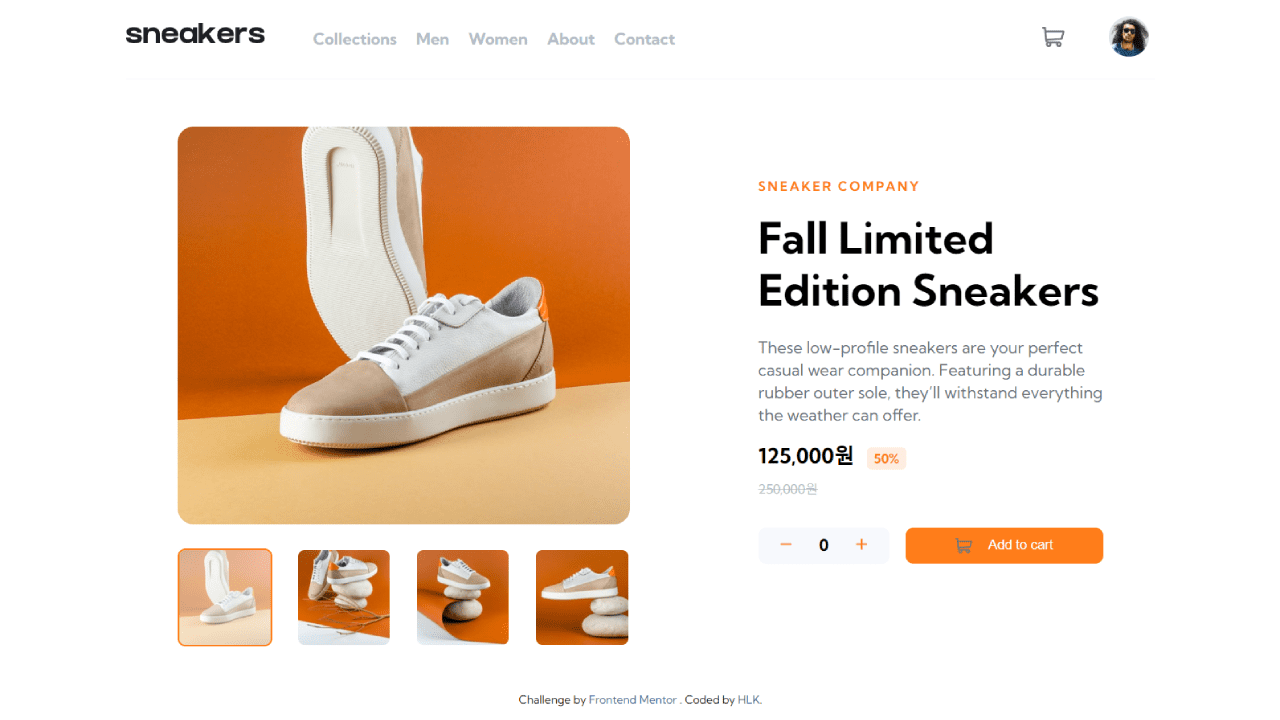 sneakers
Collections Men Women About Contact
SNEAKER COMPANY
Fall Limited
Edition Sneakers
These low-profile sneakers are your perfect
casual wear companion. Featuring a durable
rubber outer sole, they’ll withstand everything
the weather can offer.
125,000원 50%
250,000원
− 0 + Add to cart
Challenge by Frontend Mentor . Coded by HLK.